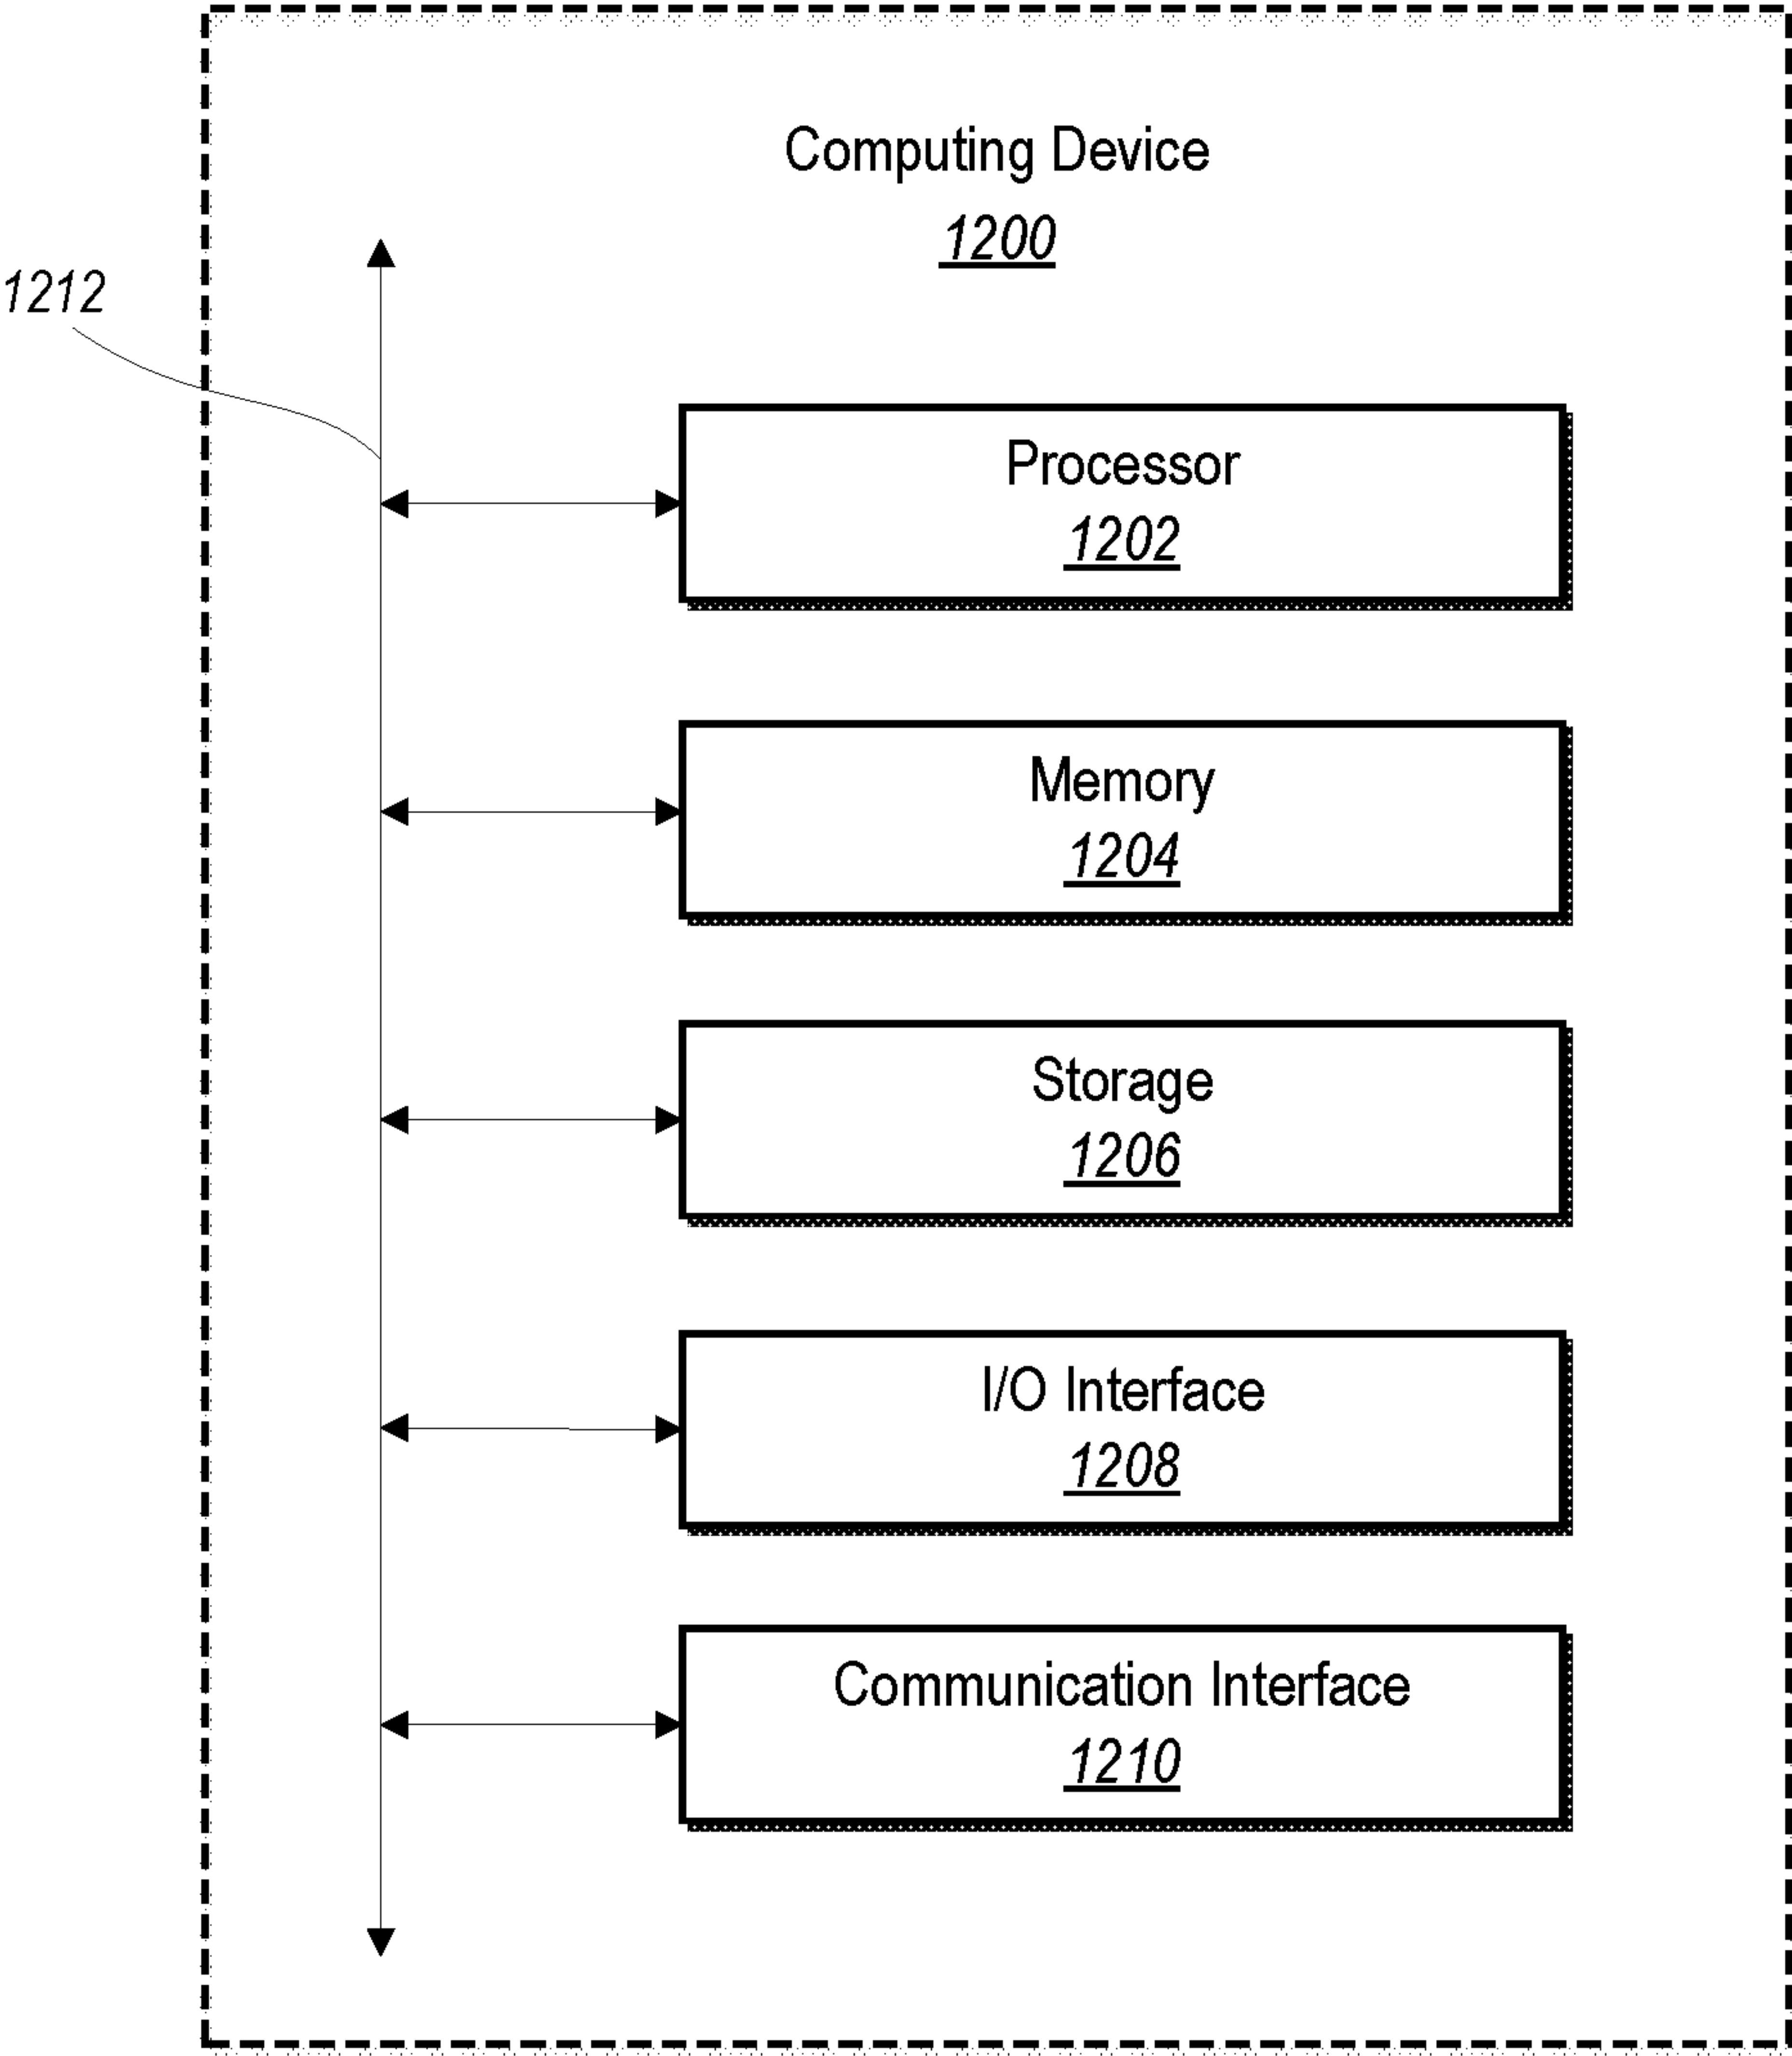 Computing Device
1200
1212
Processor
1202
Memory
1204
Storage
1206
I/O Interface
1208
Communication Interface
1210